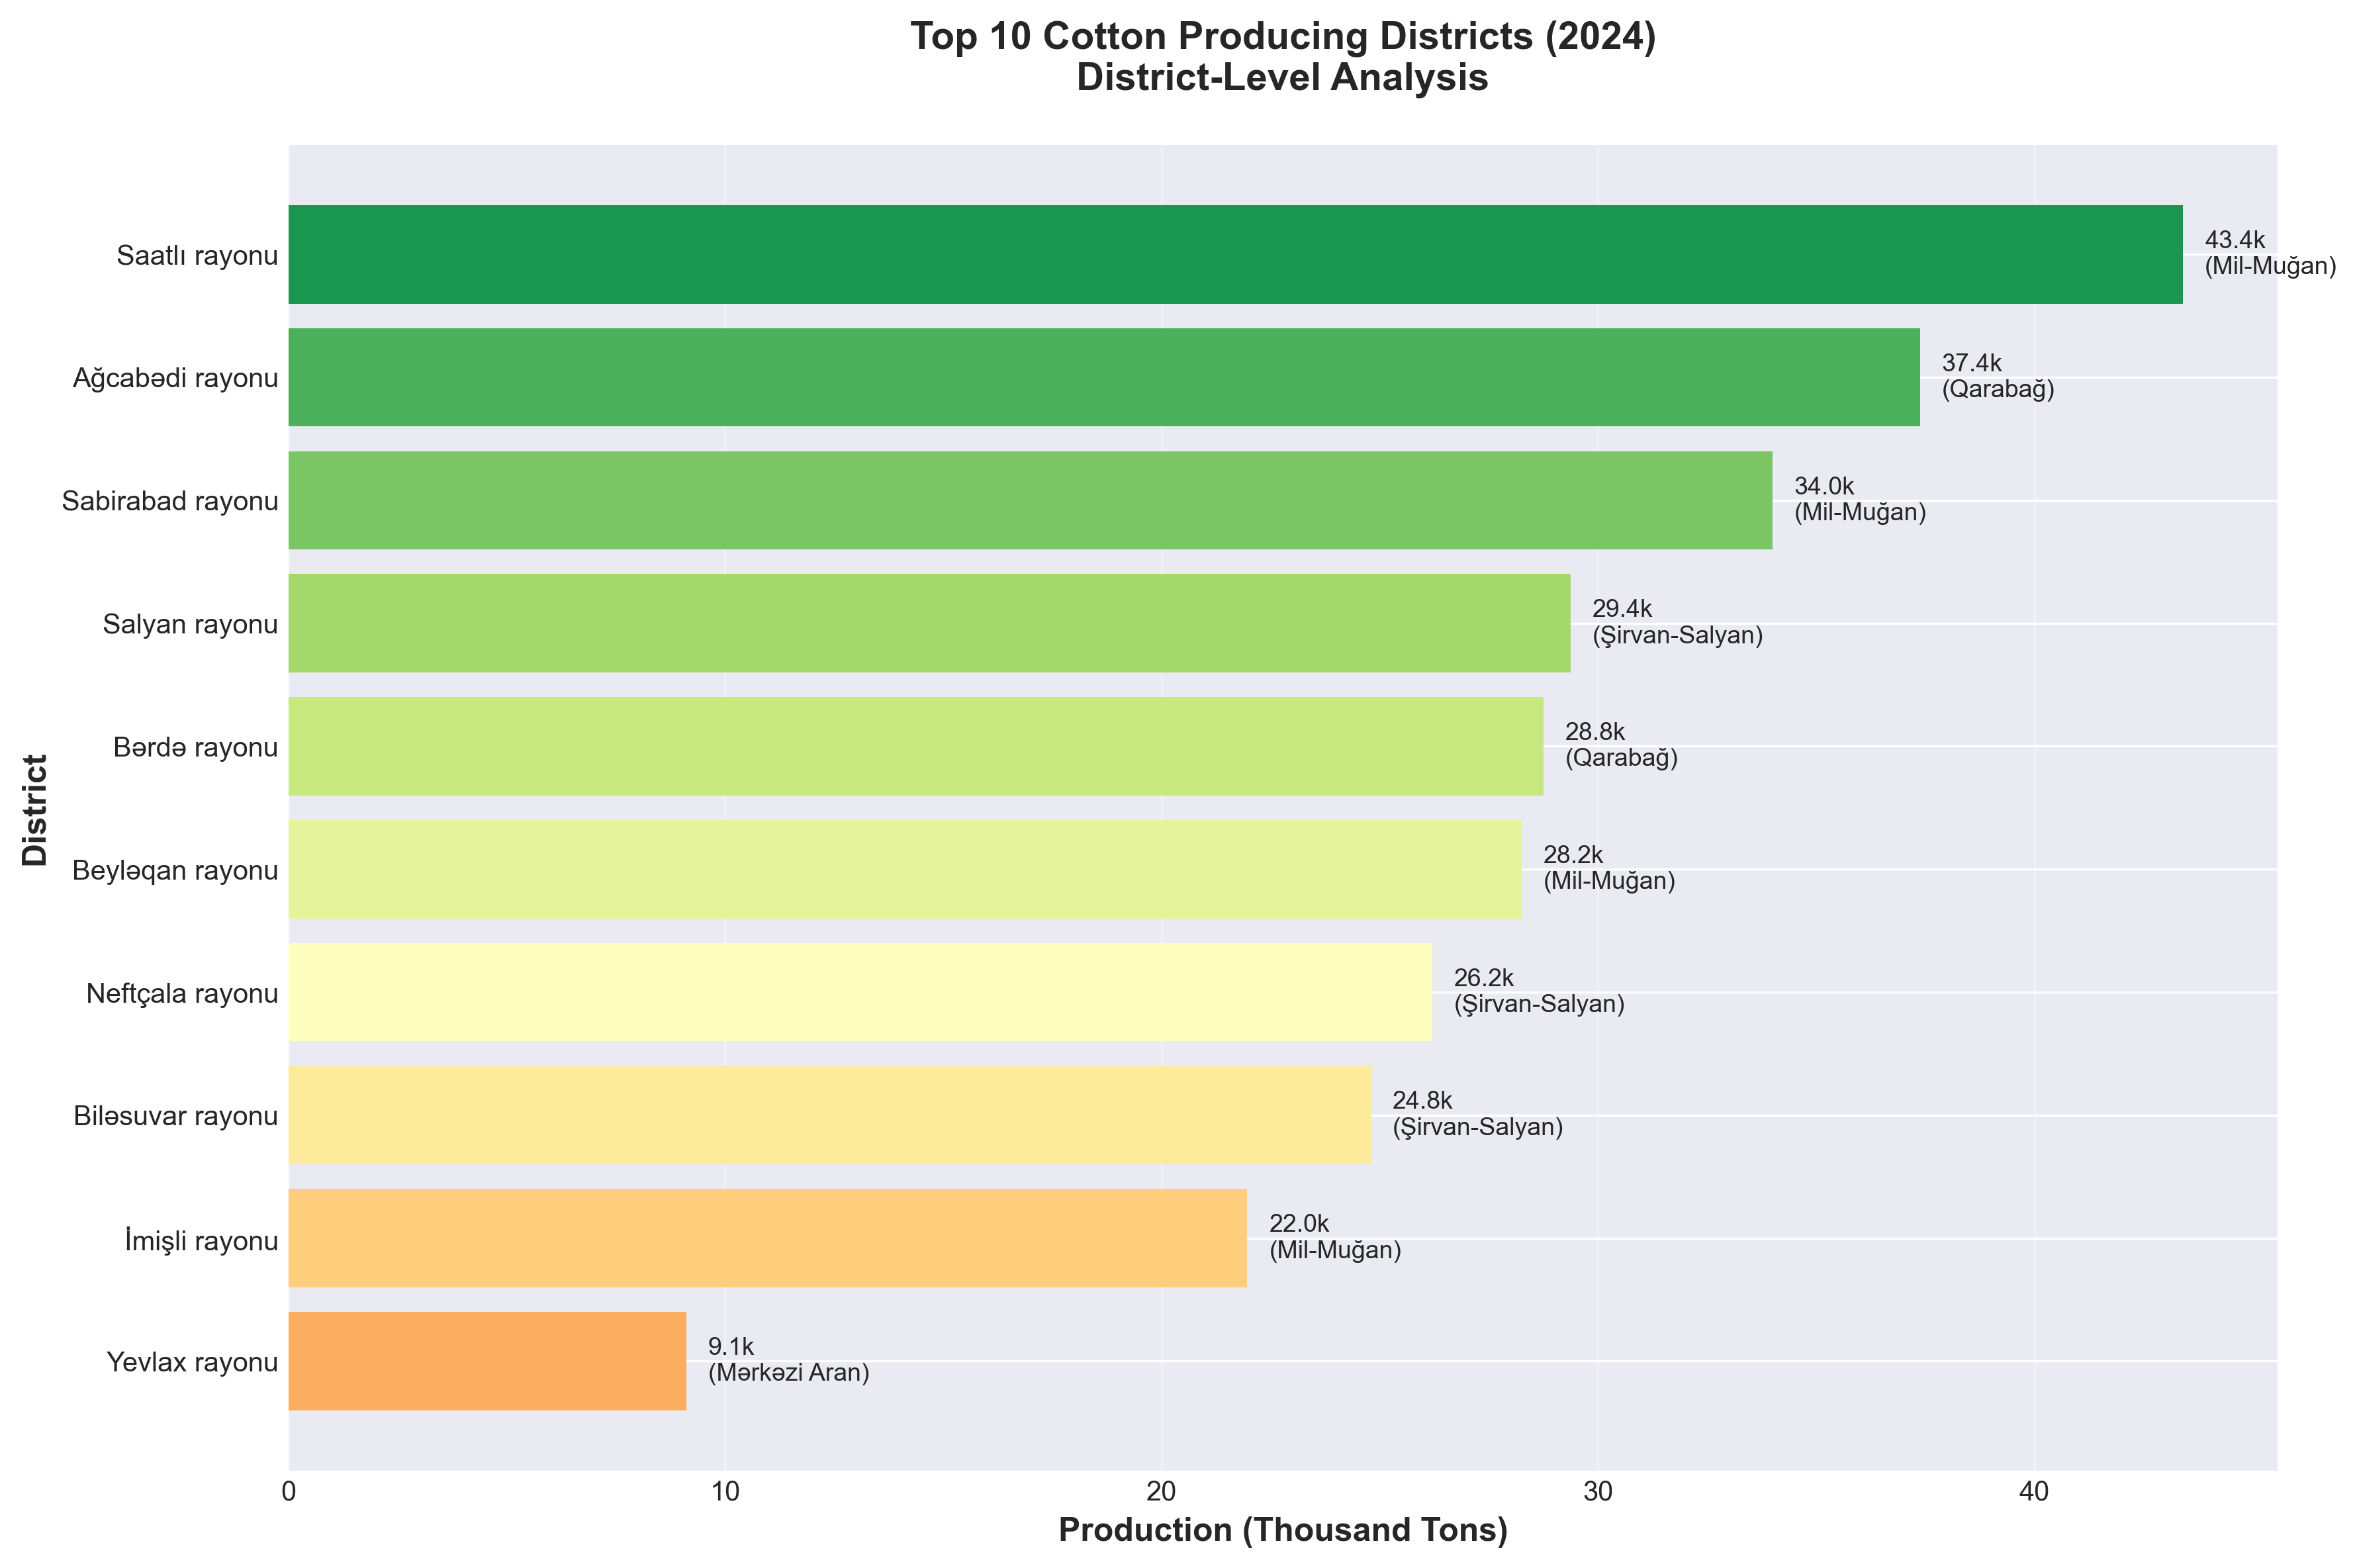 Top 10 Cotton Producing Districts (2024)
District-Level Analysis
Saatlı rayonu
43.4k
(Mil-Muğan)
Ağcabədi rayonu
37.4k
(Qarabağ)
Sabirabad rayonu
34.0k
(Mil-Muğan)
Salyan rayonu
29.4k
(Şirvan-Salyan)
Bərdə rayonu
28.8k
(Qarabağ)
Beyləqan rayonu
28.2k
(Mil-Muğan)
Neftçala rayonu
26.2k
(Şirvan-Salyan)
Biləsuvar rayonu
24.8k
(Şirvan-Salyan)
İmişli rayonu
22.0k
(Mil-Muğan)
Yevlax rayonu
9.1k
(Mərkəzi Aran)
District
0 10 20 30 40
Production (Thousand Tons)